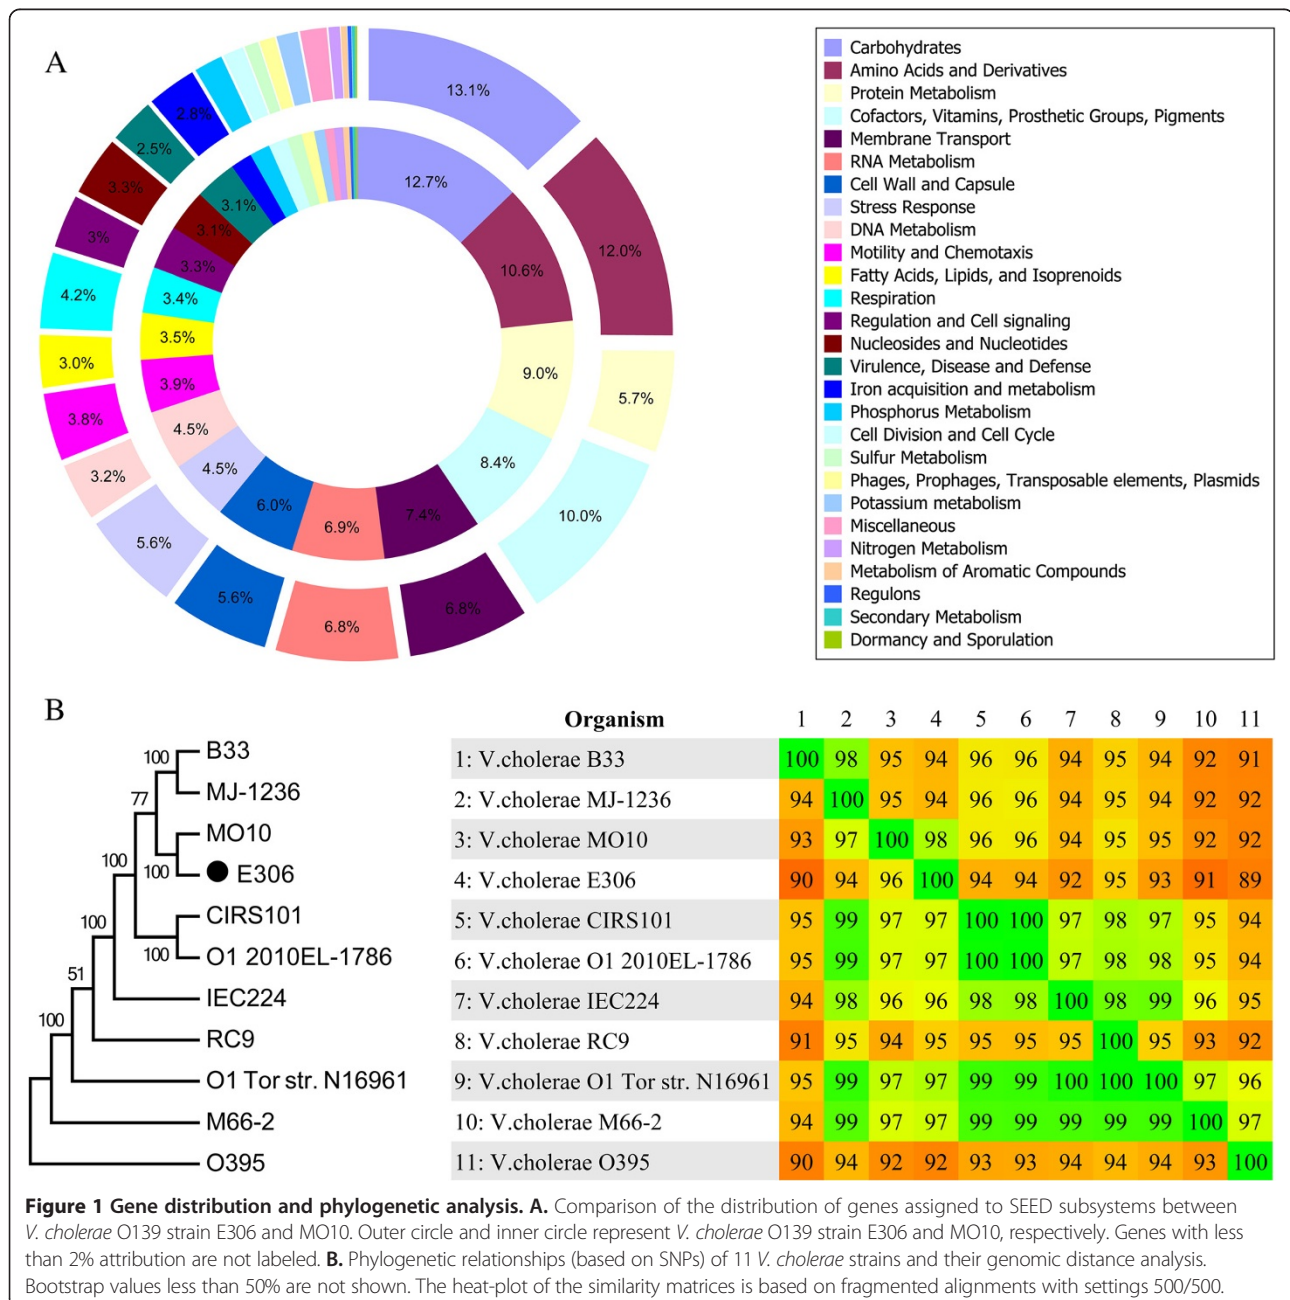 A
13.1%
12.0%
5.7%
10.0%
6.8%
6.8%
5.6%
5.6%
3.2%
3.8%
3.0%
4.2%
3%
3.3%
2.5%
2.8%
12.7%
10.6%
9.0%
8.4%
7.4%
6.9%
6.0%
4.5%
4.5%
3.9%
3.5%
3.4%
3.3%
3.1%
3.1%
Carbohydrates
Amino Acids and Derivatives
Protein Metabolism
Cofactors, Vitamins, Prosthetic Groups, Pigments
Membrane Transport
RNA Metabolism
Cell Wall and Capsule
Stress Response
DNA Metabolism
Motility and Chemotaxis
Fatty Acids, Lipids, and Isoprenoids
Respiration
Regulation and Cell signaling
Nucleosides and Nucleotides
Virulence, Disease and Defense
Iron acquisition and metabolism
Phosphorus Metabolism
Cell Division and Cell Cycle
Sulfur Metabolism
Phages, Prophages, Transposable elements, Plasmids
Potassium metabolism
Miscellaneous
Nitrogen Metabolism
Metabolism of Aromatic Compounds
Regulons
Secondary Metabolism
Dormancy and Sporulation
B
B33
MJ-1236
MO10
E306
CIRS101
O1 2010EL-1786
IEC224
RC9
O1 Tor str. N16961
M66-2
O395
100
77
100
100
100
100
51
100
Organism 1 2 3 4 5 6 7 8 9 10 11
1: V.cholerae B33 100 98 95 94 96 96 94 95 94 92 91
2: V.cholerae MJ-1236 94 100 95 94 96 96 94 95 94 92 92
3: V.cholerae MO10 93 97 100 98 96 96 94 95 95 92 92
4: V.cholerae E306 90 94 96 100 94 94 92 95 93 91 89
5: V.cholerae CIRS101 95 99 97 97 100 100 97 98 97 95 94
6: V.cholerae O1 2010EL-1786 95 99 97 97 100 100 97 98 98 95 94
7: V.cholerae IEC224 94 98 96 96 98 98 100 98 99 96 95
8: V.cholerae RC9 91 95 94 95 95 95 95 100 95 93 92
9: V.cholerae O1 Tor str. N16961 95 99 97 97 99 99 100 100 100 97 96
10: V.cholerae M66-2 94 99 97 97 99 99 99 99 99 100 97
11: V.cholerae O395 90 94 92 92 93 93 94 94 94 93 100
Figure 1 Gene distribution and phylogenetic analysis. A. Comparison of the distribution of genes assigned to SEED subsystems between
V. cholerae O139 strain E306 and MO10. Outer circle and inner circle represent V. cholerae O139 strain E306 and MO10, respectively. Genes with less
than 2% attribution are not labeled. B. Phylogenetic relationships (based on SNPs) of 11 V. cholerae strains and their genomic distance analysis.
Bootstrap values less than 50% are not shown. The heat-plot of the similarity matrices is based on fragmented alignments with settings 500/500.